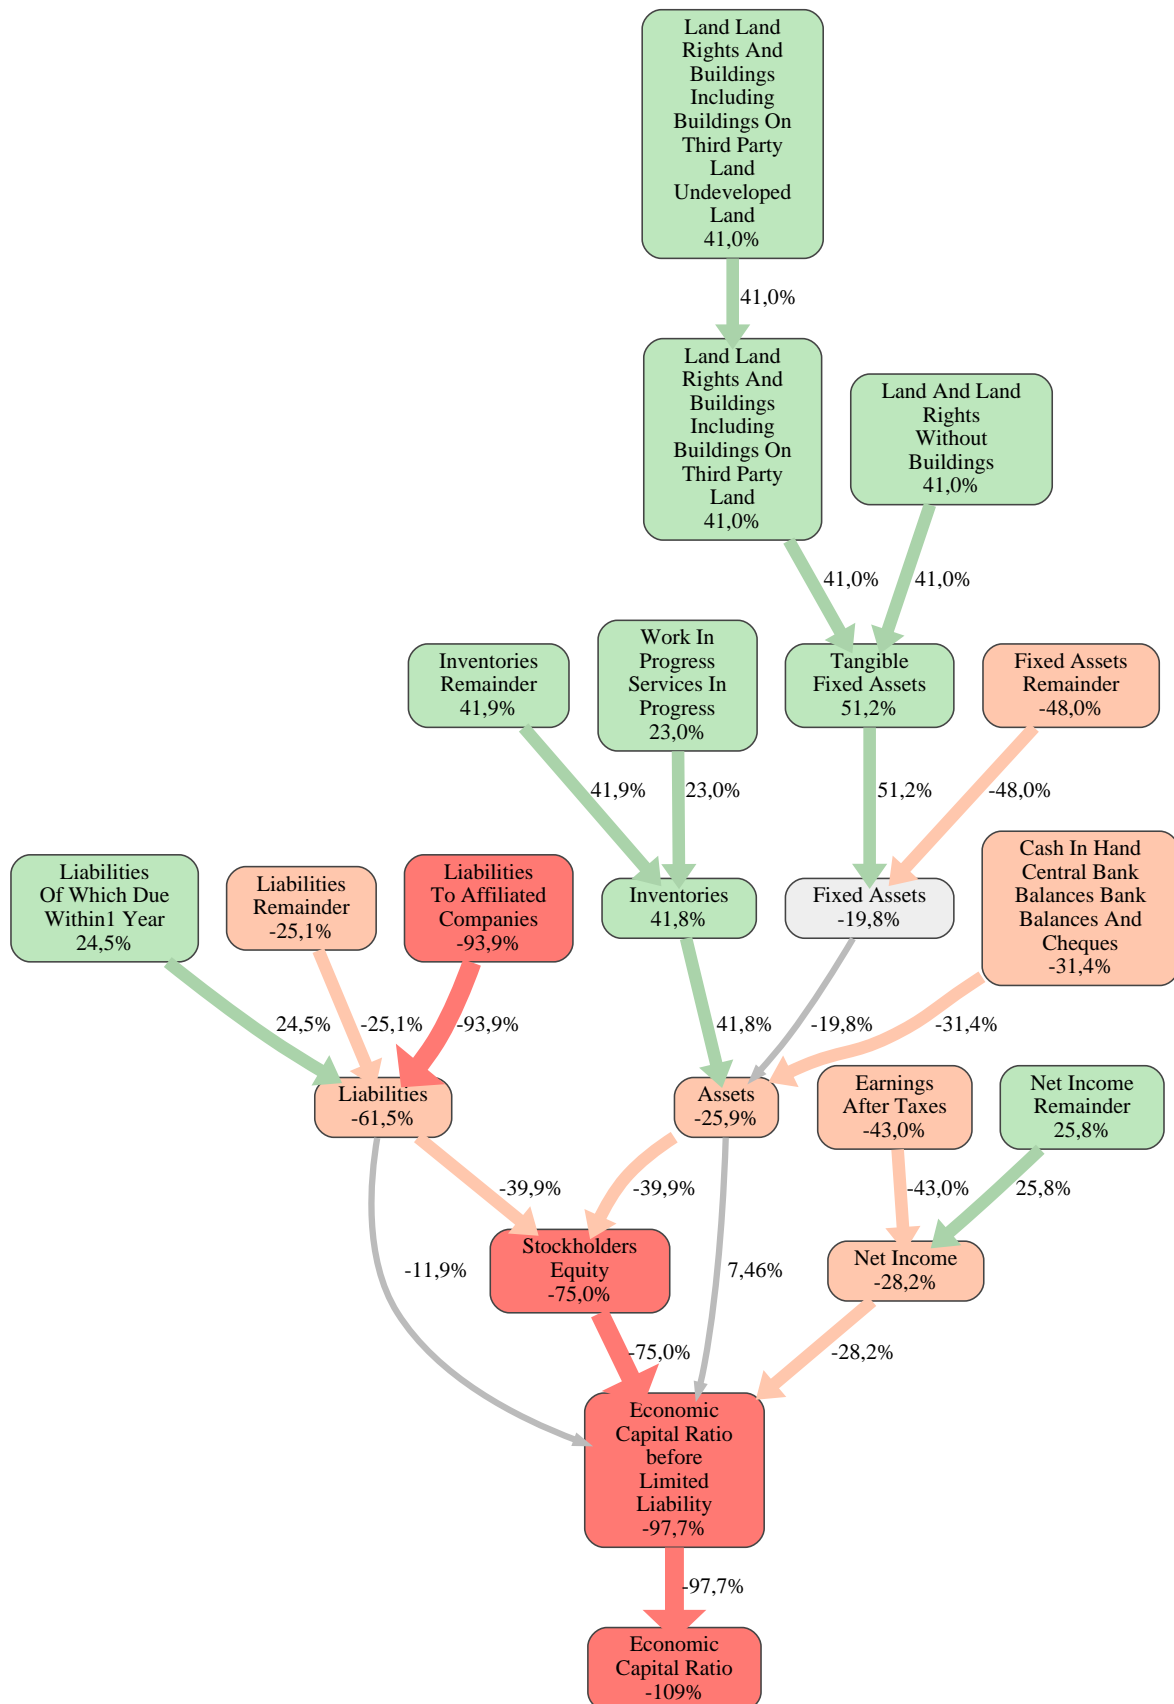 Land Land
Rights And
Buildings
Including
Buildings On
Third Party
Land
Undeveloped
Land
41,0%
41,0%
Land Land
Rights And
Buildings
Including
Buildings On
Third Party
Land
41,0%
Land And Land
Rights
Without
Buildings
41,0%
41,0%
41,0%
Inventories
Remainder
41,9%
Work In
Progress
Services In
Progress
23,0%
Tangible
Fixed Assets
51,2%
Fixed Assets
Remainder
-48,0%
41,9%
23,0%
51,2%
-48,0%
Liabilities
Of Which Due
Within1 Year
24,5%
Liabilities
Remainder
-25,1%
Liabilities
To Affiliated
Companies
-93,9%
Inventories
41,8%
Fixed Assets
-19,8%
Cash In Hand
Central Bank
Balances Bank
Balances And
Cheques
-31,4%
24,5%
-25,1%
-93,9%
41,8%
-19,8%
-31,4%
Liabilities
-61,5%
Assets
-25,9%
Earnings
After Taxes
-43,0%
Net Income
Remainder
25,8%
-39,9%
-39,9%
-43,0%
25,8%
-11,9%
Stockholders
Equity
-75,0%
7,46%
Net Income
-28,2%
-75,0%
-28,2%
Economic
Capital Ratio
before
Limited
Liability
-97,7%
-97,7%
Economic
Capital Ratio
-109%